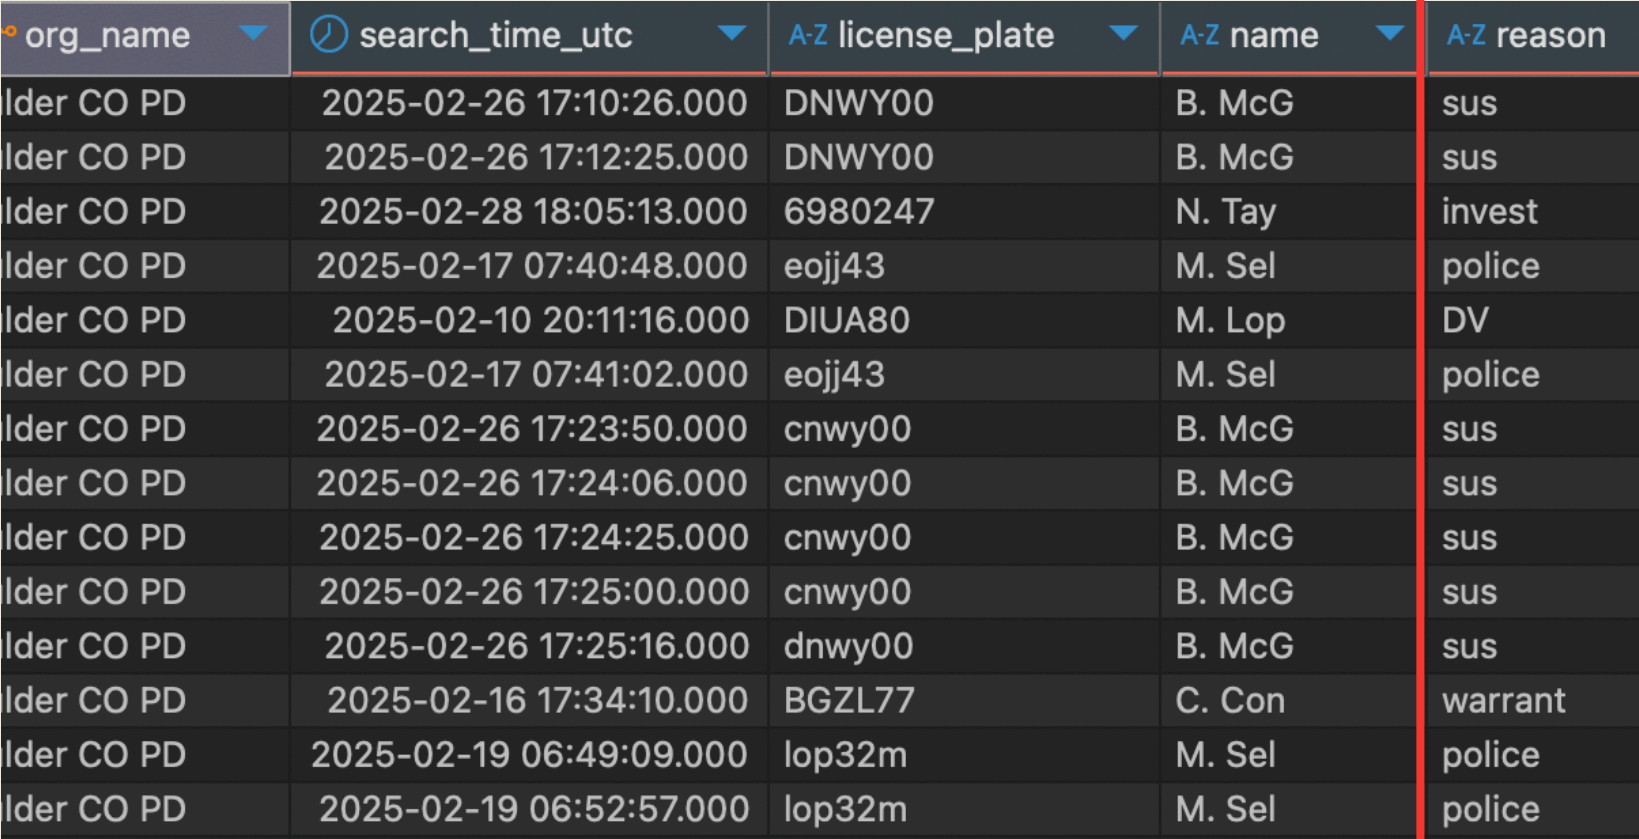 org_name search_time_utc A-Z license_plate A-Z name A-Z reason
lder CO PD 2025-02-26 17:10:26.000 DNWY00 B. McG sus
lder CO PD 2025-02-26 17:12:25.000 DNWY00 B. McG sus
lder CO PD 2025-02-28 18:05:13.000 6980247 N. Tay invest
lder CO PD 2025-02-17 07:40:48.000 eojj43 M. Sel police
lder CO PD 2025-02-10 20:11:16.000 DIUA80 M. Lop DV
lder CO PD 2025-02-17 07:41:02.000 eojj43 M. Sel police
lder CO PD 2025-02-26 17:23:50.000 cnwy00 B. McG sus
lder CO PD 2025-02-26 17:24:06.000 cnwy00 B. McG sus
lder CO PD 2025-02-26 17:24:25.000 cnwy00 B. McG sus
lder CO PD 2025-02-26 17:25:00.000 cnwy00 B. McG sus
lder CO PD 2025-02-26 17:25:16.000 dnwy00 B. McG sus
lder CO PD 2025-02-16 17:34:10.000 BGZL77 C. Con warrant
lder CO PD 2025-02-19 06:49:09.000 lop32m M. Sel police
lder CO PD 2025-02-19 06:52:57.000 lop32m M. Sel police